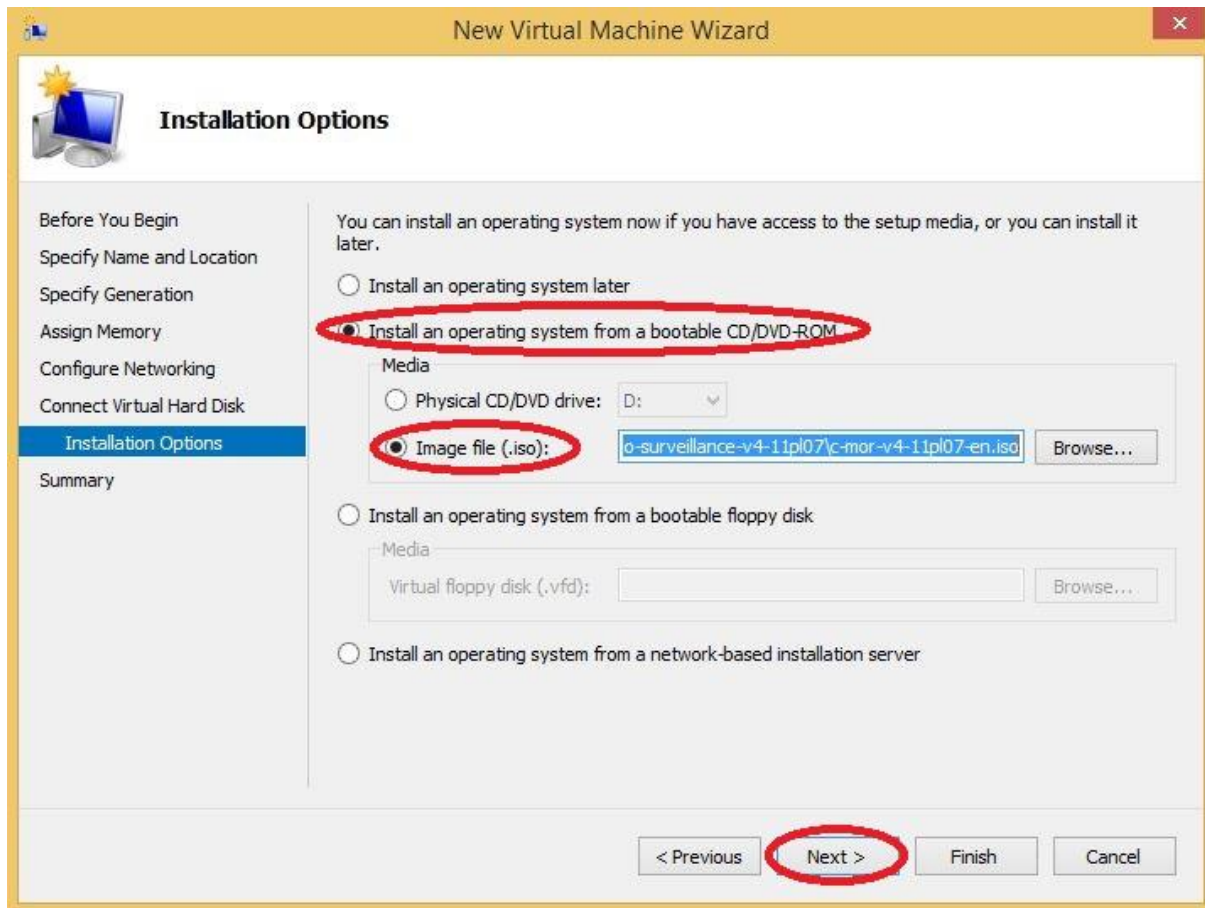 New Virtual Machine Wizard
Installation Options
Before You Begin
Specify Name and Location
Specify Generation
Assign Memory
Configure Networking
Connect Virtual Hard Disk
Installation Options
Summary
You can install an operating system now if you have access to the setup media, or you can install it
later.
Install an operating system later
Install an operating system from a bootable CD/DVD-ROM
Media
Physical CD/DVD drive: D:
Image file (.iso): o-surveillance-v4-11pl07\c-mor-v4-11pl07-en.iso Browse...
Install an operating system from a bootable floppy disk
Media
Virtual floppy disk (.vfd): Browse...
Install an operating system from a network-based installation server
< Previous Next > Finish Cancel